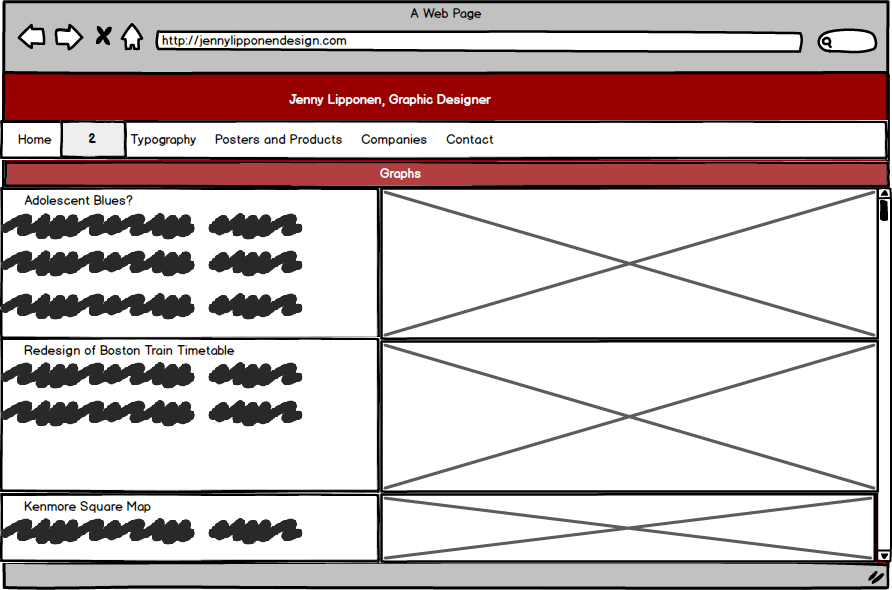 A Web Page
http://jennylipponendesign.com
Jenny Lipponen, Graphic Designer
Home 2 Typography Posters and Products Companies Contact
Graphs
Adolescent Blues?
Redesign of Boston Train Timetable
Kenmore Square Map